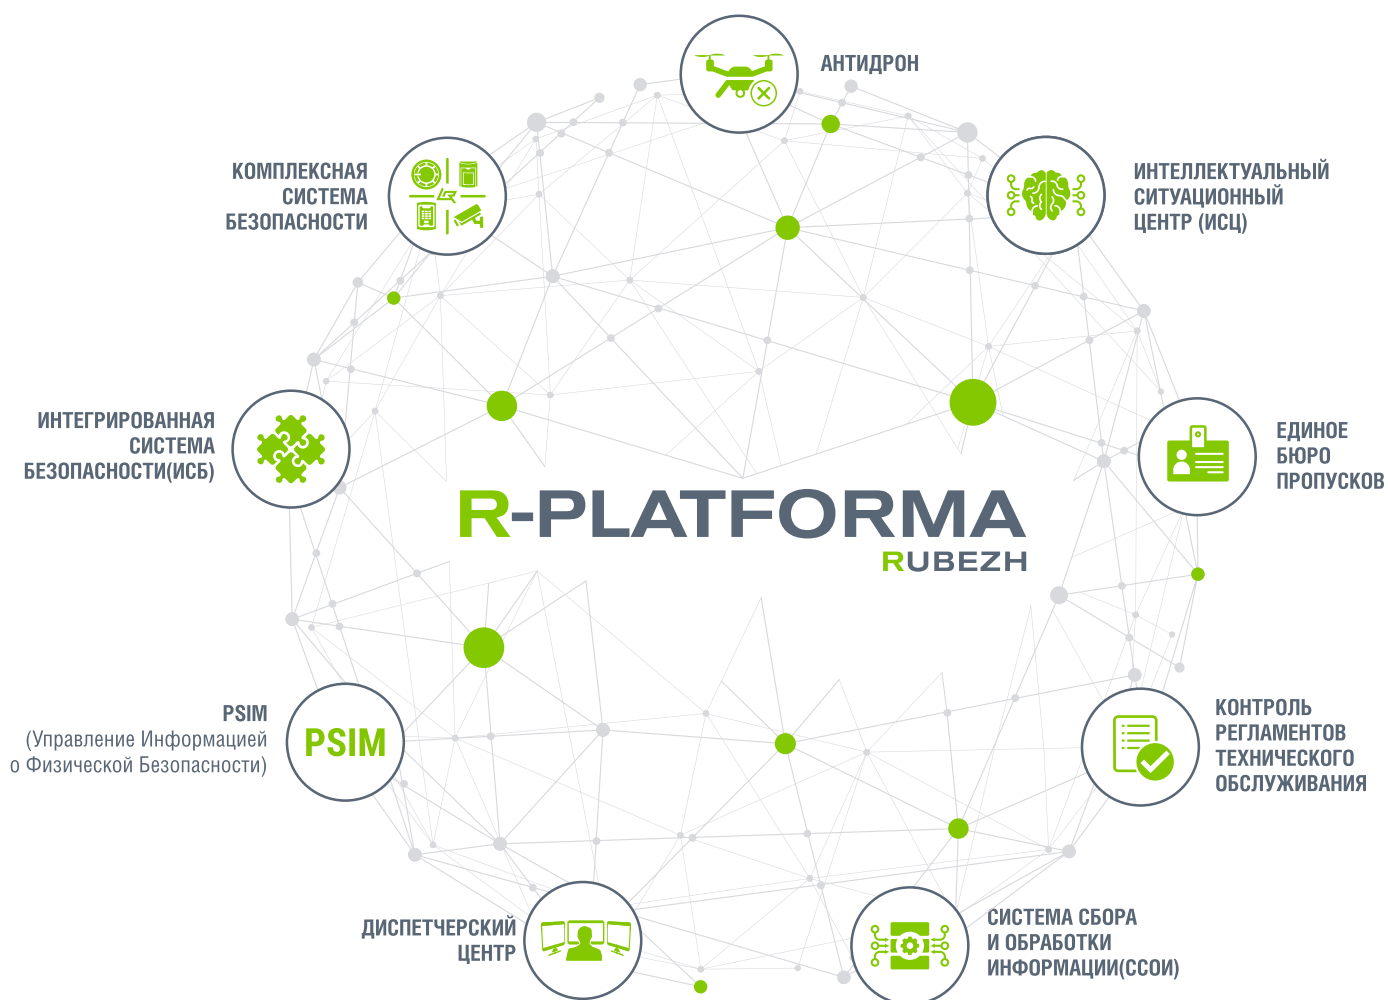 АНТИДРОН
КОМПЛЕКСНАЯ
СИСТЕМА
БЕЗОПАСНОСТИ
ИНТЕЛЛЕКТУАЛЬНЫЙ
СИТУАЦИОННЫЙ
ЦЕНТР (ИСЦ)
ИНТЕГРИРОВАННАЯ
СИСТЕМА
БЕЗОПАСНОСТИ(ИСБ)
ЕДИНОЕ
БЮРО
ПРОПУСКОВ
R-PLATFORMA
RUBEZH
PSIM
(Управление Информацией
о Физической Безопасности)
PSIM
КОНТРОЛЬ
РЕГЛАМЕНТОВ
ТЕХНИЧЕСКОГО
ОБСЛУЖИВАНИЯ
ДИСПЕТЧЕРСКИЙ
ЦЕНТР
СИСТЕМА СБОРА
И ОБРАБОТКИ
ИНФОРМАЦИИ(ССОИ)